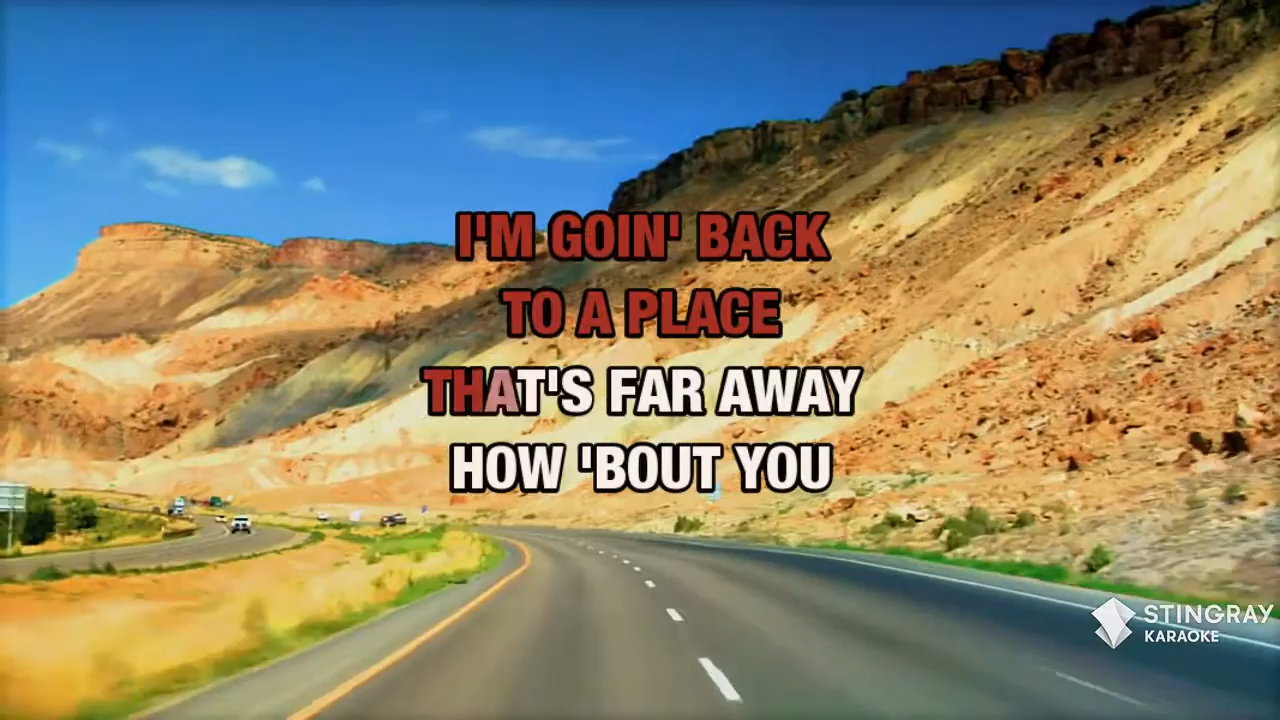 I'M GOIN' BACK
TO A PLACE
THAT'S FAR AWAY
HOW 'BOUT YOU
STINGRAY
KARAOKE